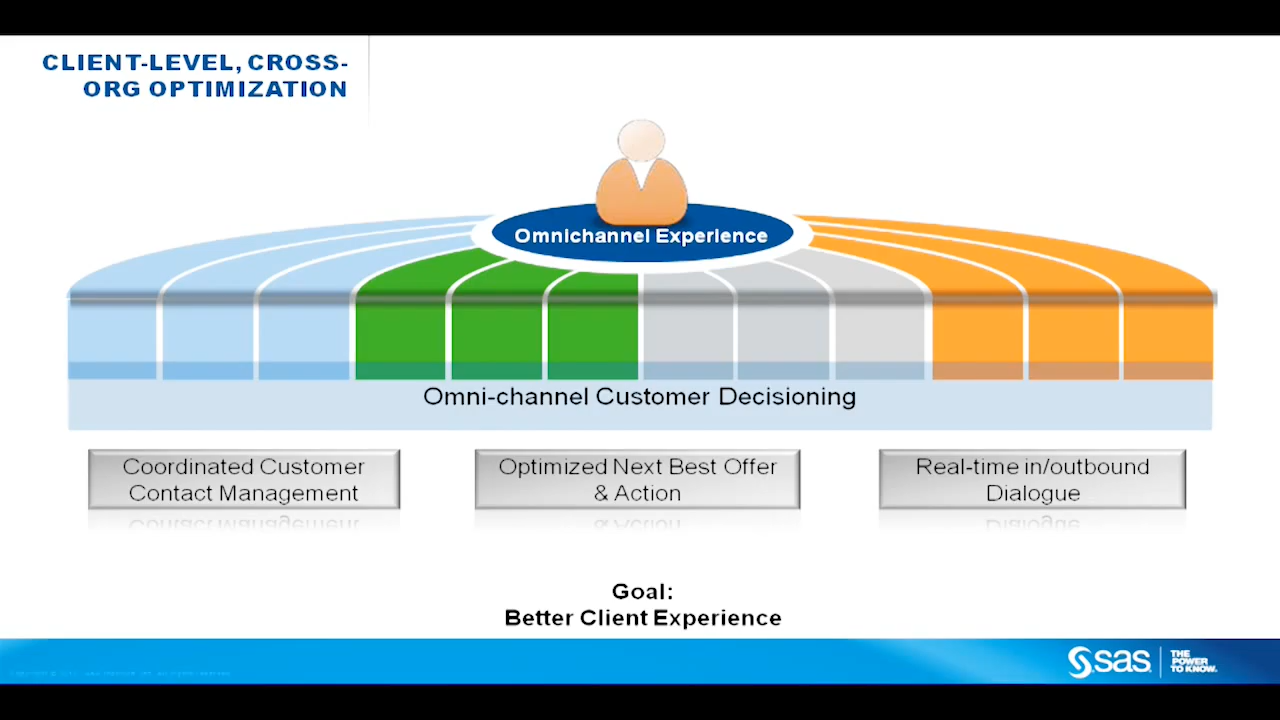 CLIENT-LEVEL, CROSS-
ORG OPTIMIZATION
Omnichannel Experience
Omni-channel Customer Decisioning
Coordinated Customer
Contact Management
Optimized Next Best Offer
& Action
Real-time in/outbound
Dialogue
Goal:
Better Client Experience
sas
THE
POWER
TO KNOW.